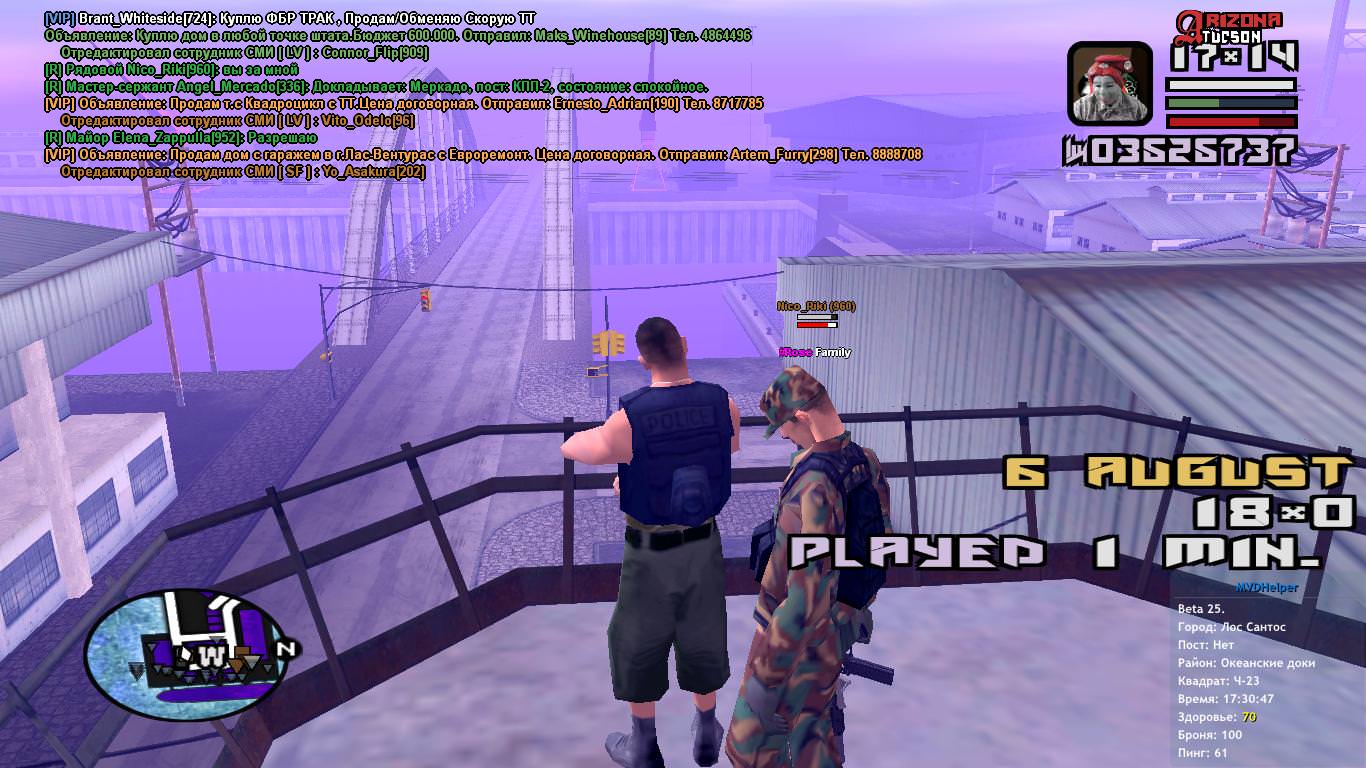 [VIP] Brant_Whiteside[724]: Куплю ФБР ТРАК , Продам/Обменяю Скорую ТТ
Объявление: Куплю дом в любой точке штата.Бюджет 600.000. Отправил: Maks_Winehouse[89] Тел. 4864496
Отредактировал сотрудник СМИ [ LV ] : Connor_Flip[909]
[R] Рядовой Nico_Riki[960]: вы за мной
[R] Мастер-сержант Angel_Mercado[336]: Докладывает: Меркадо, пост: КПП-2, состояние: спокойное.
[VIP] Объявление: Продам т.с Квадроцикл с ТТ.Цена договорная. Отправил: Ernesto_Adrian[190] Тел. 8717785
Отредактировал сотрудник СМИ [ LV ] : Vito_Odelo[96]
[R] Майор Elena_Zappulla[952]: Разрешаю
[VIP] Объявление: Продам дом с гаражем в г.Лас-Вентурас с Евроремонт. Цена договорная. Отправил: Artem_Furry[298] Тел. 8888708
Отредактировал сотрудник СМИ [ SF ] : Yo_Asakura[202]
ARIZONA
TUCSON
17:14
03525737
Nico_Riki (960)
#Rose Family
POLICE
6 AUGUST
18:0
PLAYED 1 MIN.
N
W
MVDHelper
Beta 25.
Город: Лос Сантос
Пост: Нет
Район: Океанские доки
Квадрат: Ч-23
Время: 17:30:47
Здоровье: 70
Броня: 100
Пинг: 61